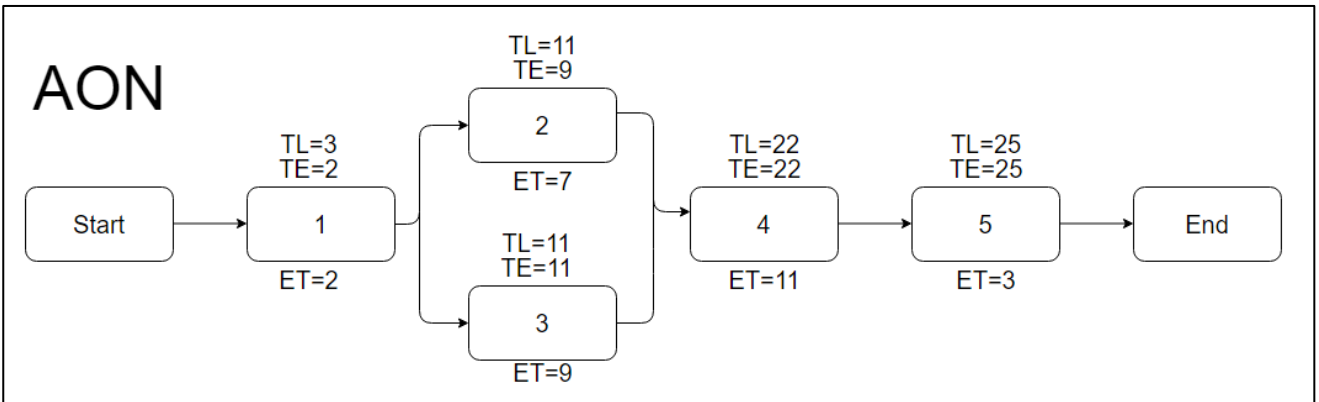 AON
Start
TL=3
TE=2
1
ET=2
TL=11
TE=9
2
ET=7
TL=11
TE=11
3
ET=9
TL=22
TE=22
4
ET=11
TL=25
TE=25
5
ET=3
End